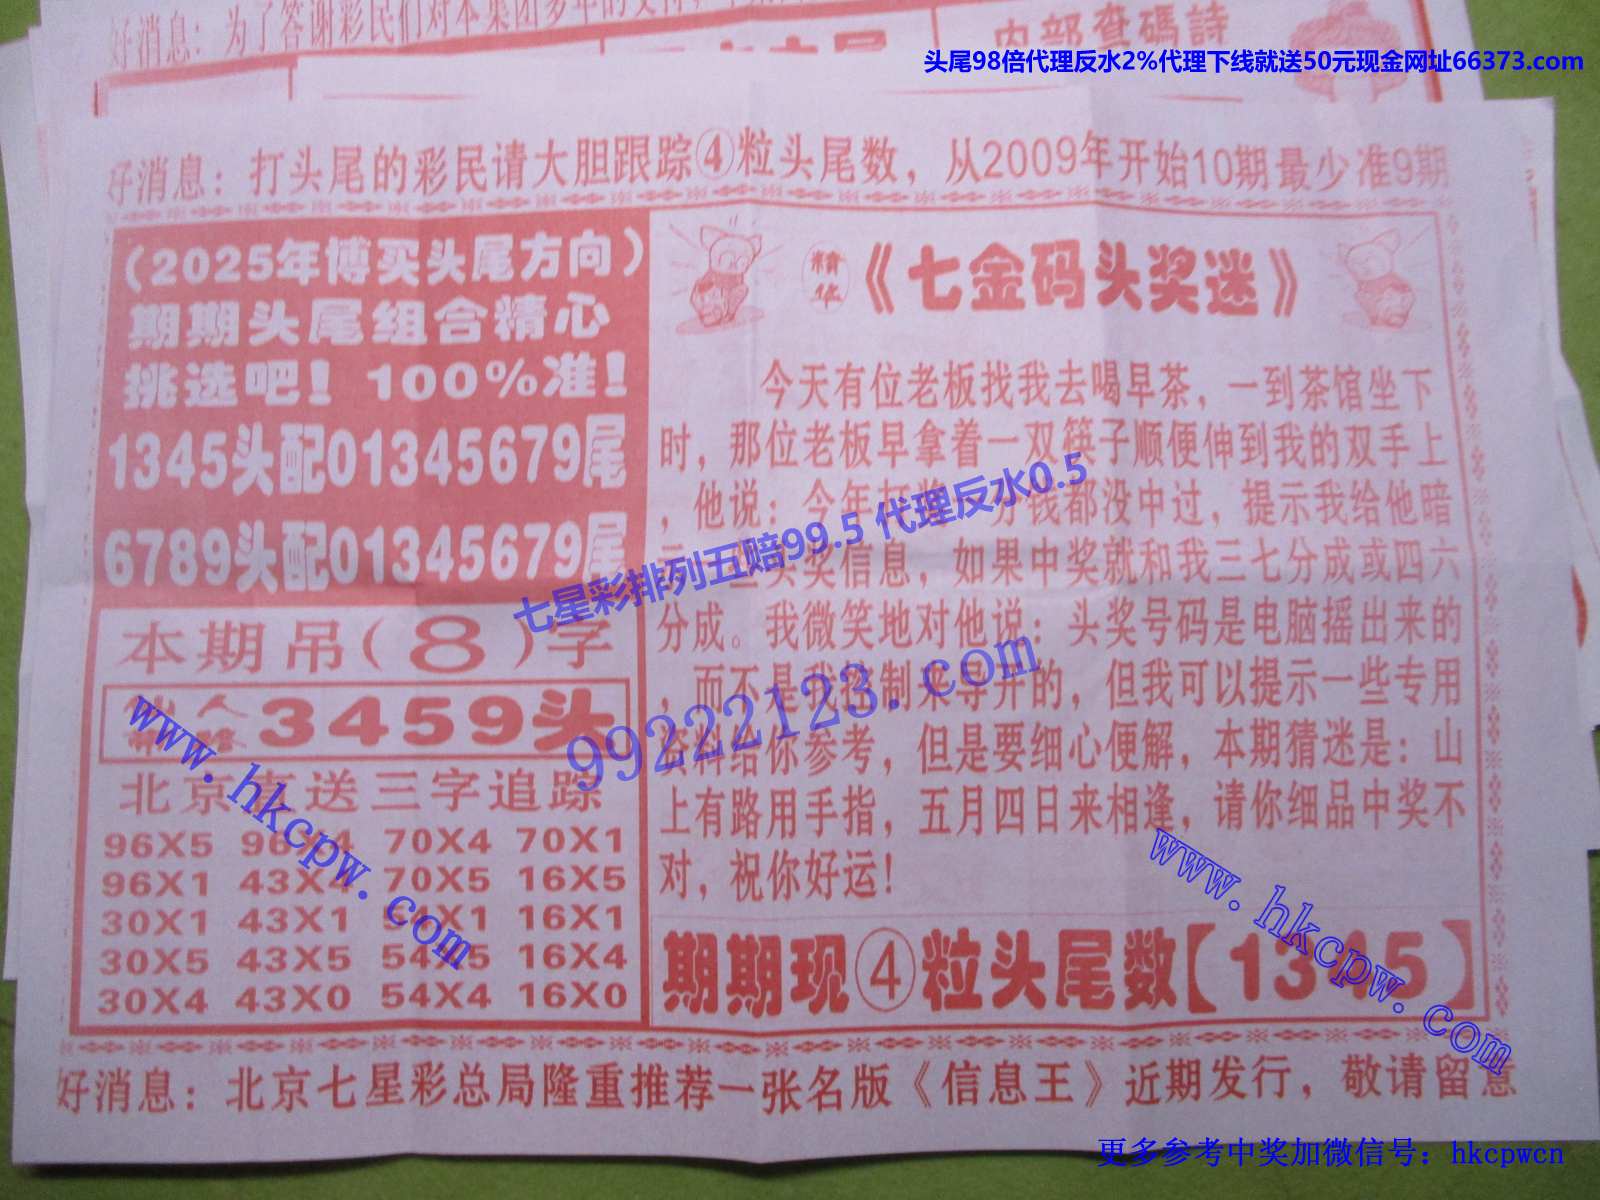 好消息：为了答谢彩民们对本集团多年的支持，
内部查碼詩
头尾98倍代理反水2%代理下线就送50元现金网址66373.com
好消息：打头尾的彩民请大胆跟踪④粒头尾数，从2009年开始10期最少准9期
（2025年博买头尾方向）
期期头尾组合精心
挑选吧！100%准！
1345头配01345679尾
6789头配01345679尾
本期吊（8）字
3459头
北京 送三字追踪
96X5 96X4 70X4 70X1
96X1 43X4 70X5 16X5
30X1 43X1 54X1 16X1
30X5 43X5 54X5 16X4
30X4 43X0 54X4 16X0
精华《七金码头奖迷》
今天有位老板找我去喝早茶，一到茶馆坐下
时，那位老板早拿着一双筷子顺便伸到我的双手上
，他说：今年打奖一分钱都没中过，提示我给他暗
奖信息，如果中奖就和我三七分成或四六
分成。我微笑地对他说：头奖号码是电脑摇出来的
，而不是我控制来导开的，但我可以提示一些专用
资料给你参考，但是要细心便解，本期猜迷是：山
上有路用手指，五月四日来相逢，请你细品中奖不
对，祝你好运！
期期现④粒头尾数【1345】
好消息：北京七星彩总局隆重推荐一张名版《信息王》近期发行，敬请留意
七星彩排列五赔99.5 代理反水0.5
99222123.com
www.hkcpw.com
www.hkcpw.com
更多参考中奖加微信号：hkcpwcn